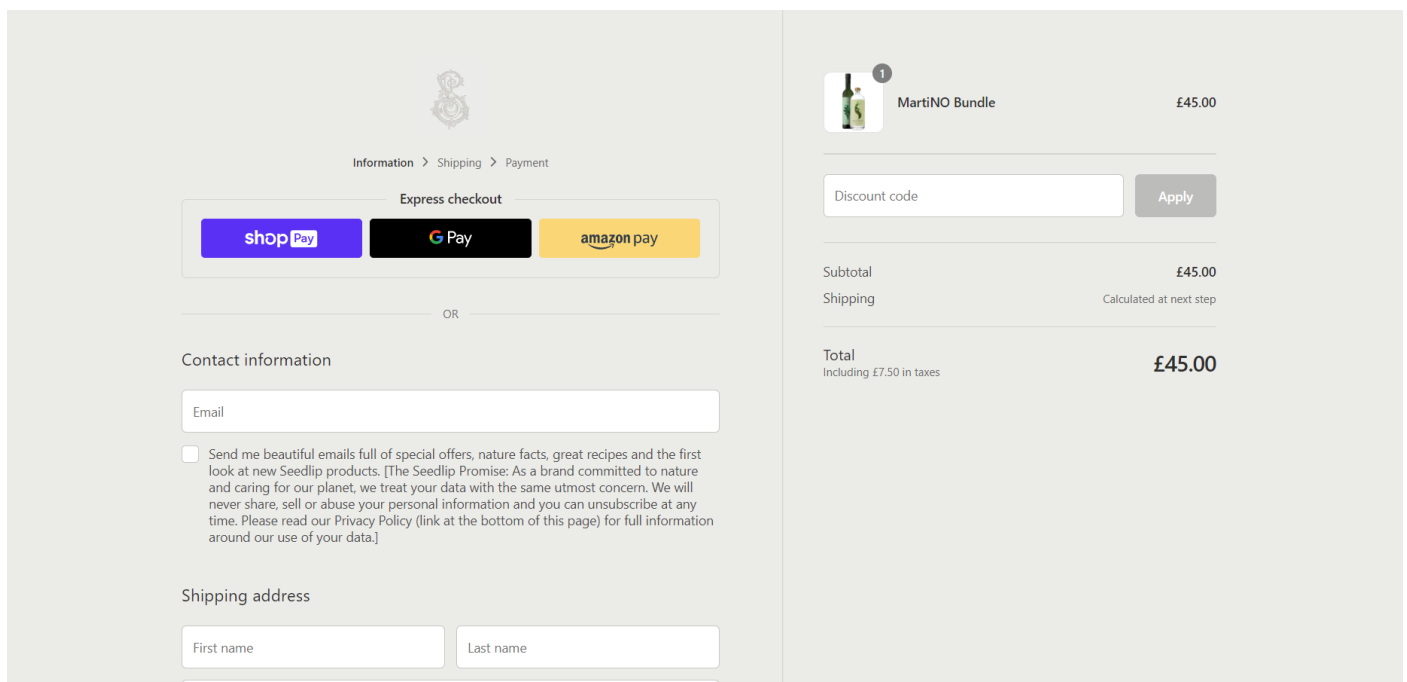 Information > Shipping > Payment
Express checkout
shop Pay
G Pay
amazon pay
OR
Contact information
Email
Send me beautiful emails full of special offers, nature facts, great recipes and the first
look at new Seedlip products. [The Seedlip Promise: As a brand committed to nature
and caring for our planet, we treat your data with the same utmost concern. We will
never share, sell or abuse your personal information and you can unsubscribe at any
time. Please read our Privacy Policy (link at the bottom of this page) for full information
around our use of your data.]
Shipping address
First name
Last name
1
MartiNO Bundle £45.00
Discount code
Apply
Subtotal £45.00
Shipping Calculated at next step
Total
Including £7.50 in taxes
£45.00